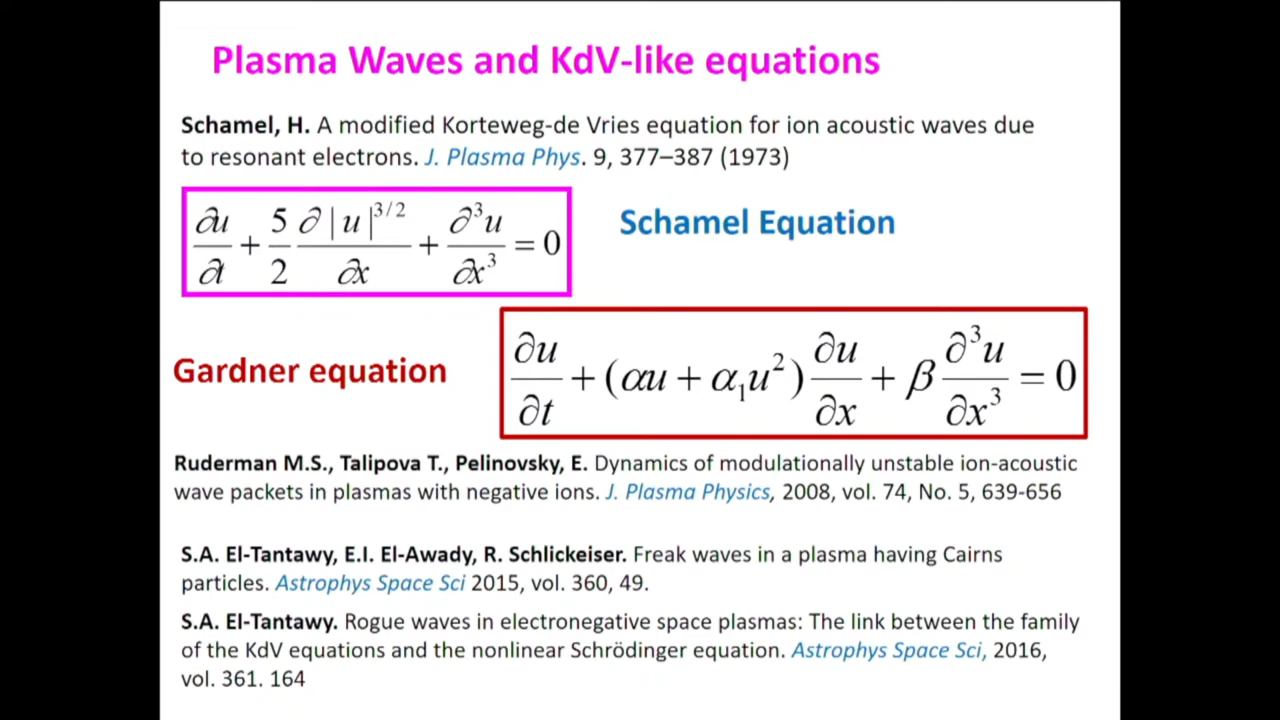 Plasma Waves and KdV-like equations
Schamel, H. A modified Korteweg-de Vries equation for ion acoustic waves due
to resonant electrons. J. Plasma Phys. 9, 377–387 (1973)
∂u/∂t + 5/2 ∂|u|^3/2/∂x + ∂³u/∂x³ = 0
Schamel Equation
Gardner equation
∂u/∂t + (αu + α₁u²) ∂u/∂x + β ∂³u/∂x³ = 0
Ruderman M.S., Talipova T., Pelinovsky, E. Dynamics of modulationally unstable ion-acoustic
wave packets in plasmas with negative ions. J. Plasma Physics, 2008, vol. 74, No. 5, 639-656
S.A. El-Tantawy, E.I. El-Awady, R. Schlickeiser. Freak waves in a plasma having Cairns
particles. Astrophys Space Sci 2015, vol. 360, 49.
S.A. El-Tantawy. Rogue waves in electronegative space plasmas: The link between the family
of the KdV equations and the nonlinear Schrödinger equation. Astrophys Space Sci, 2016,
vol. 361. 164